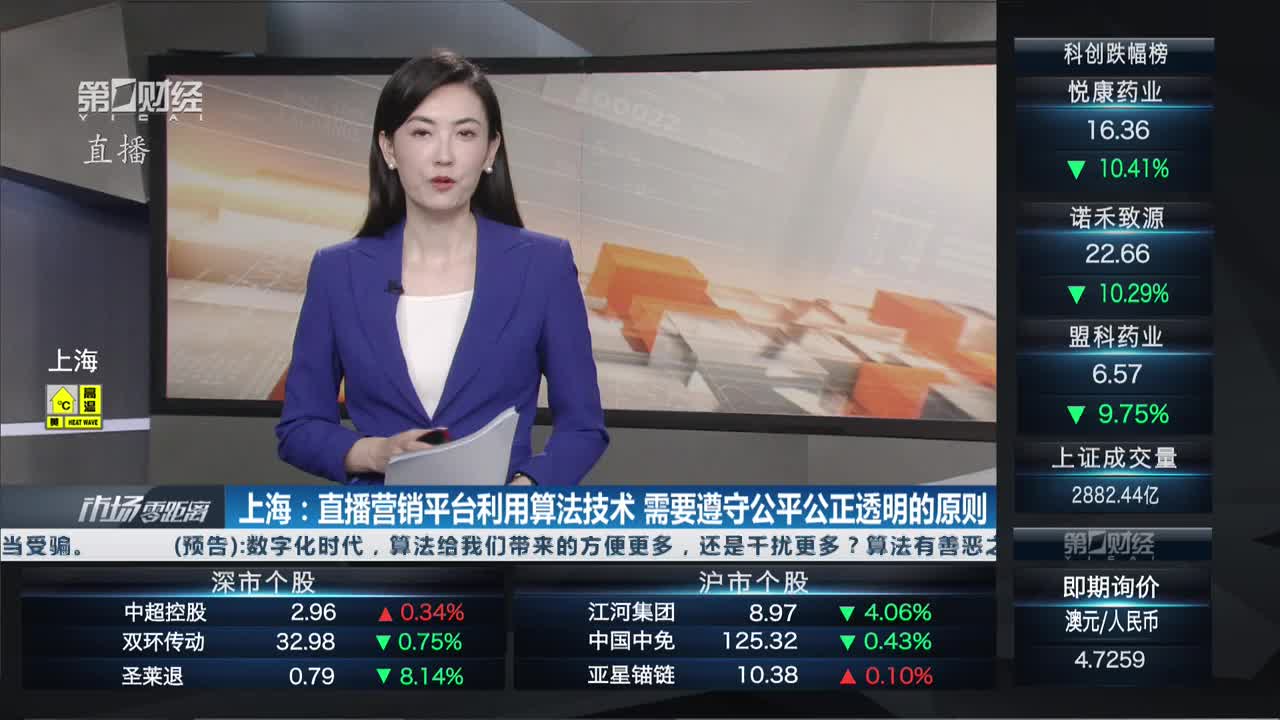 第一财经
YICAI
直播
上海
℃
高温
黄 HEAT WAVE
市场零距离
上海：直播营销平台利用算法技术 需要遵守公平公正透明的原则
当受骗。 (预告):数字化时代，算法给我们带来的方便更多，还是干扰更多？算法有善恶之
深市个股
中超控股 2.96 ▲ 0.34%
双环传动 32.98 ▼ 0.75%
圣莱退 0.79 ▼ 8.14%
沪市个股
江河集团 8.97 ▼ 4.06%
中国中免 125.32 ▼ 0.43%
亚星锚链 10.38 ▲ 0.10%
科创跌幅榜
悦康药业
16.36
▼ 10.41%
诺禾致源
22.66
▼ 10.29%
盟科药业
6.57
▼ 9.75%
上证成交量
2882.44亿
第一财经
YICAI
即期询价
澳元/人民币
4.7259